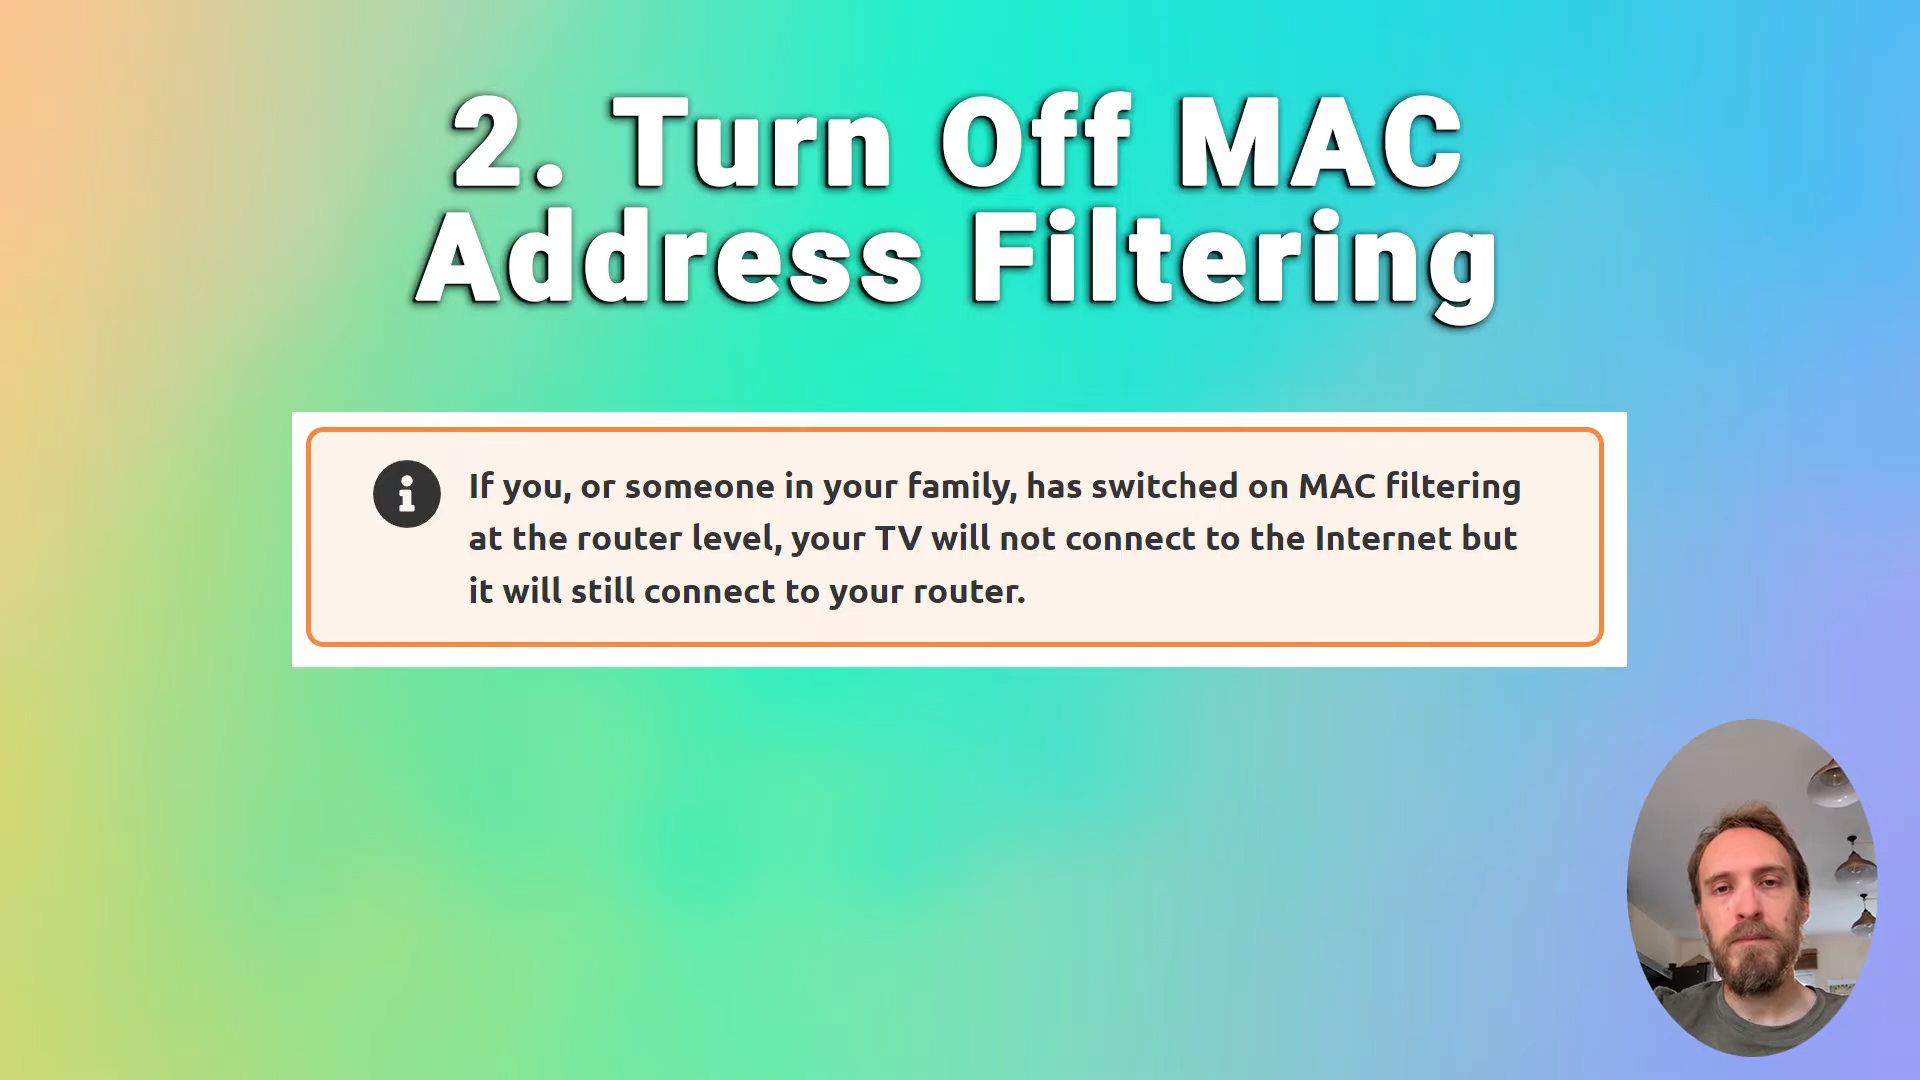 2. Turn Off MAC
Address Filtering
If you, or someone in your family, has switched on MAC filtering
at the router level, your TV will not connect to the Internet but
it will still connect to your router.